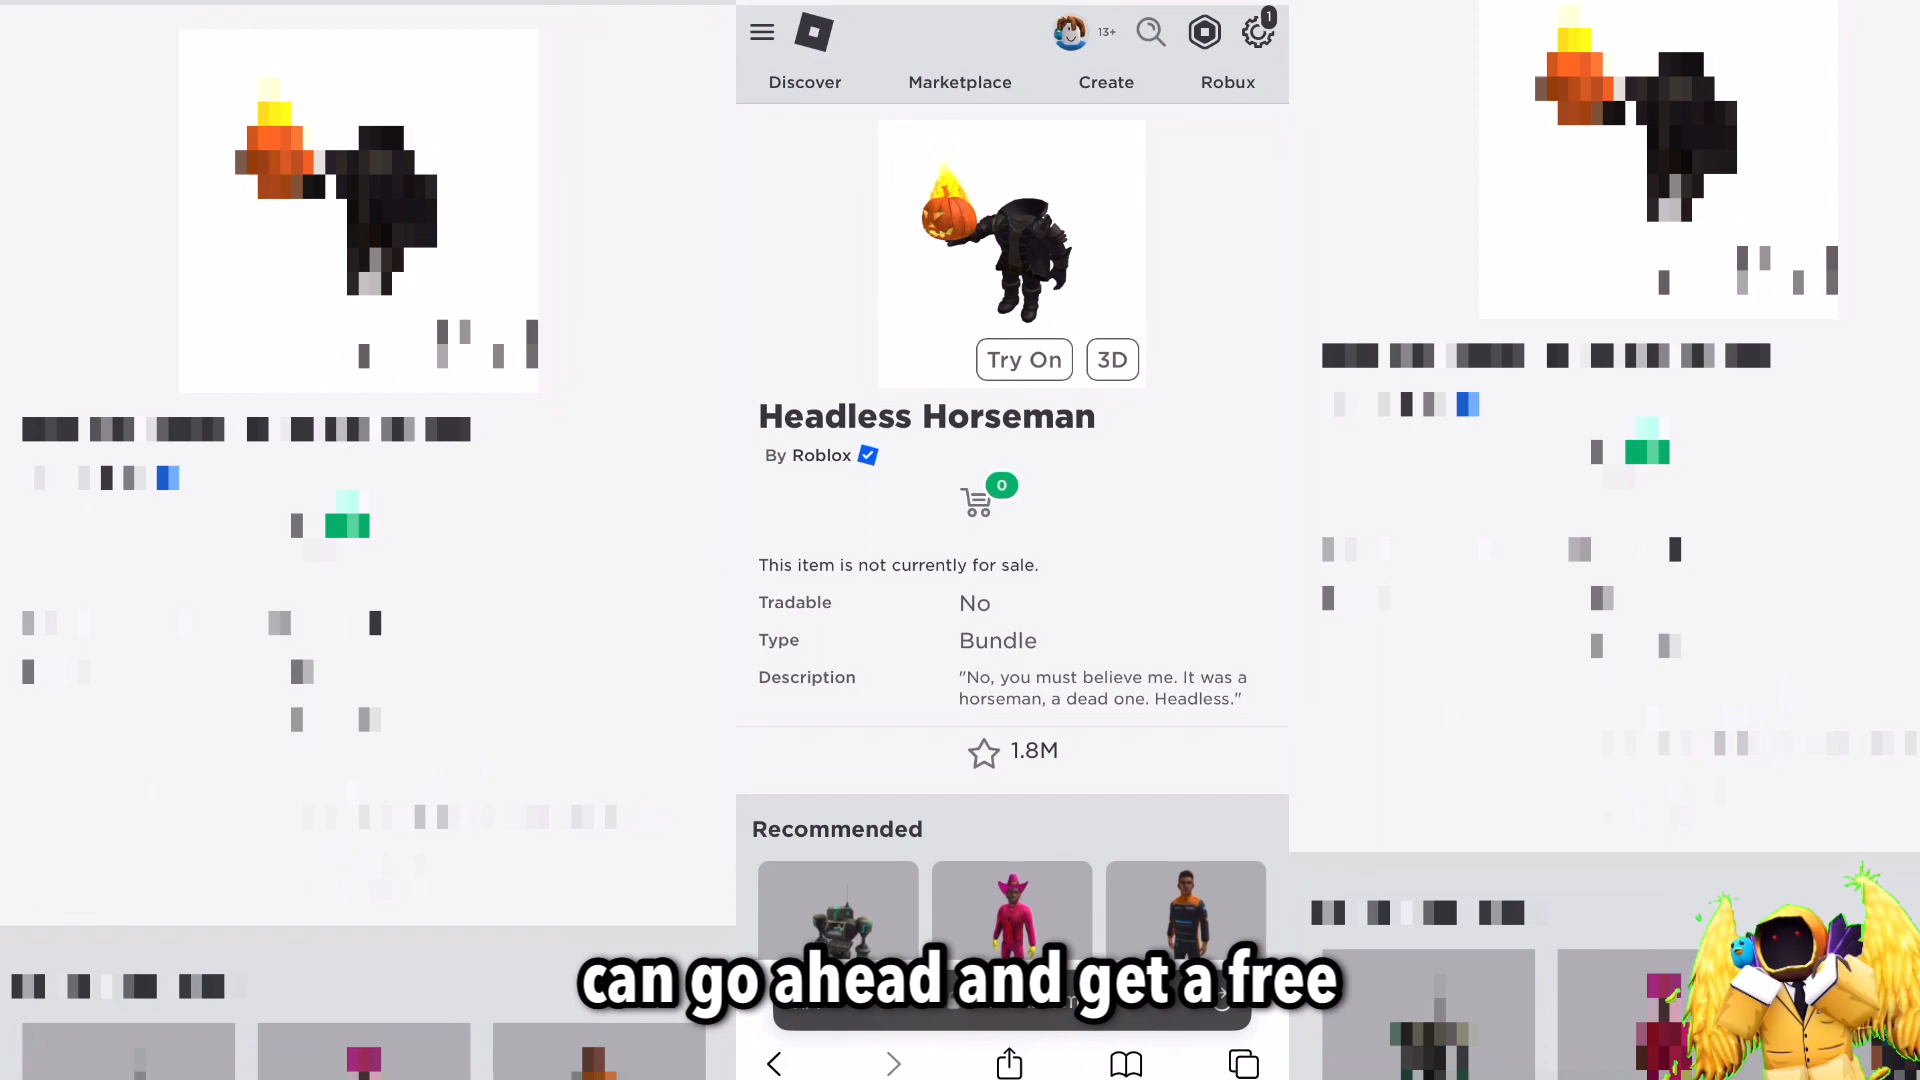 13+
1
Discover
Marketplace
Create
Robux
Try On
3D
Headless Horseman
By Roblox
0
This item is not currently for sale.
Tradable
No
Type
Bundle
Description
"No, you must believe me. It was a
horseman, a dead one. Headless."
1.8M
Recommended
can go ahead and get a free